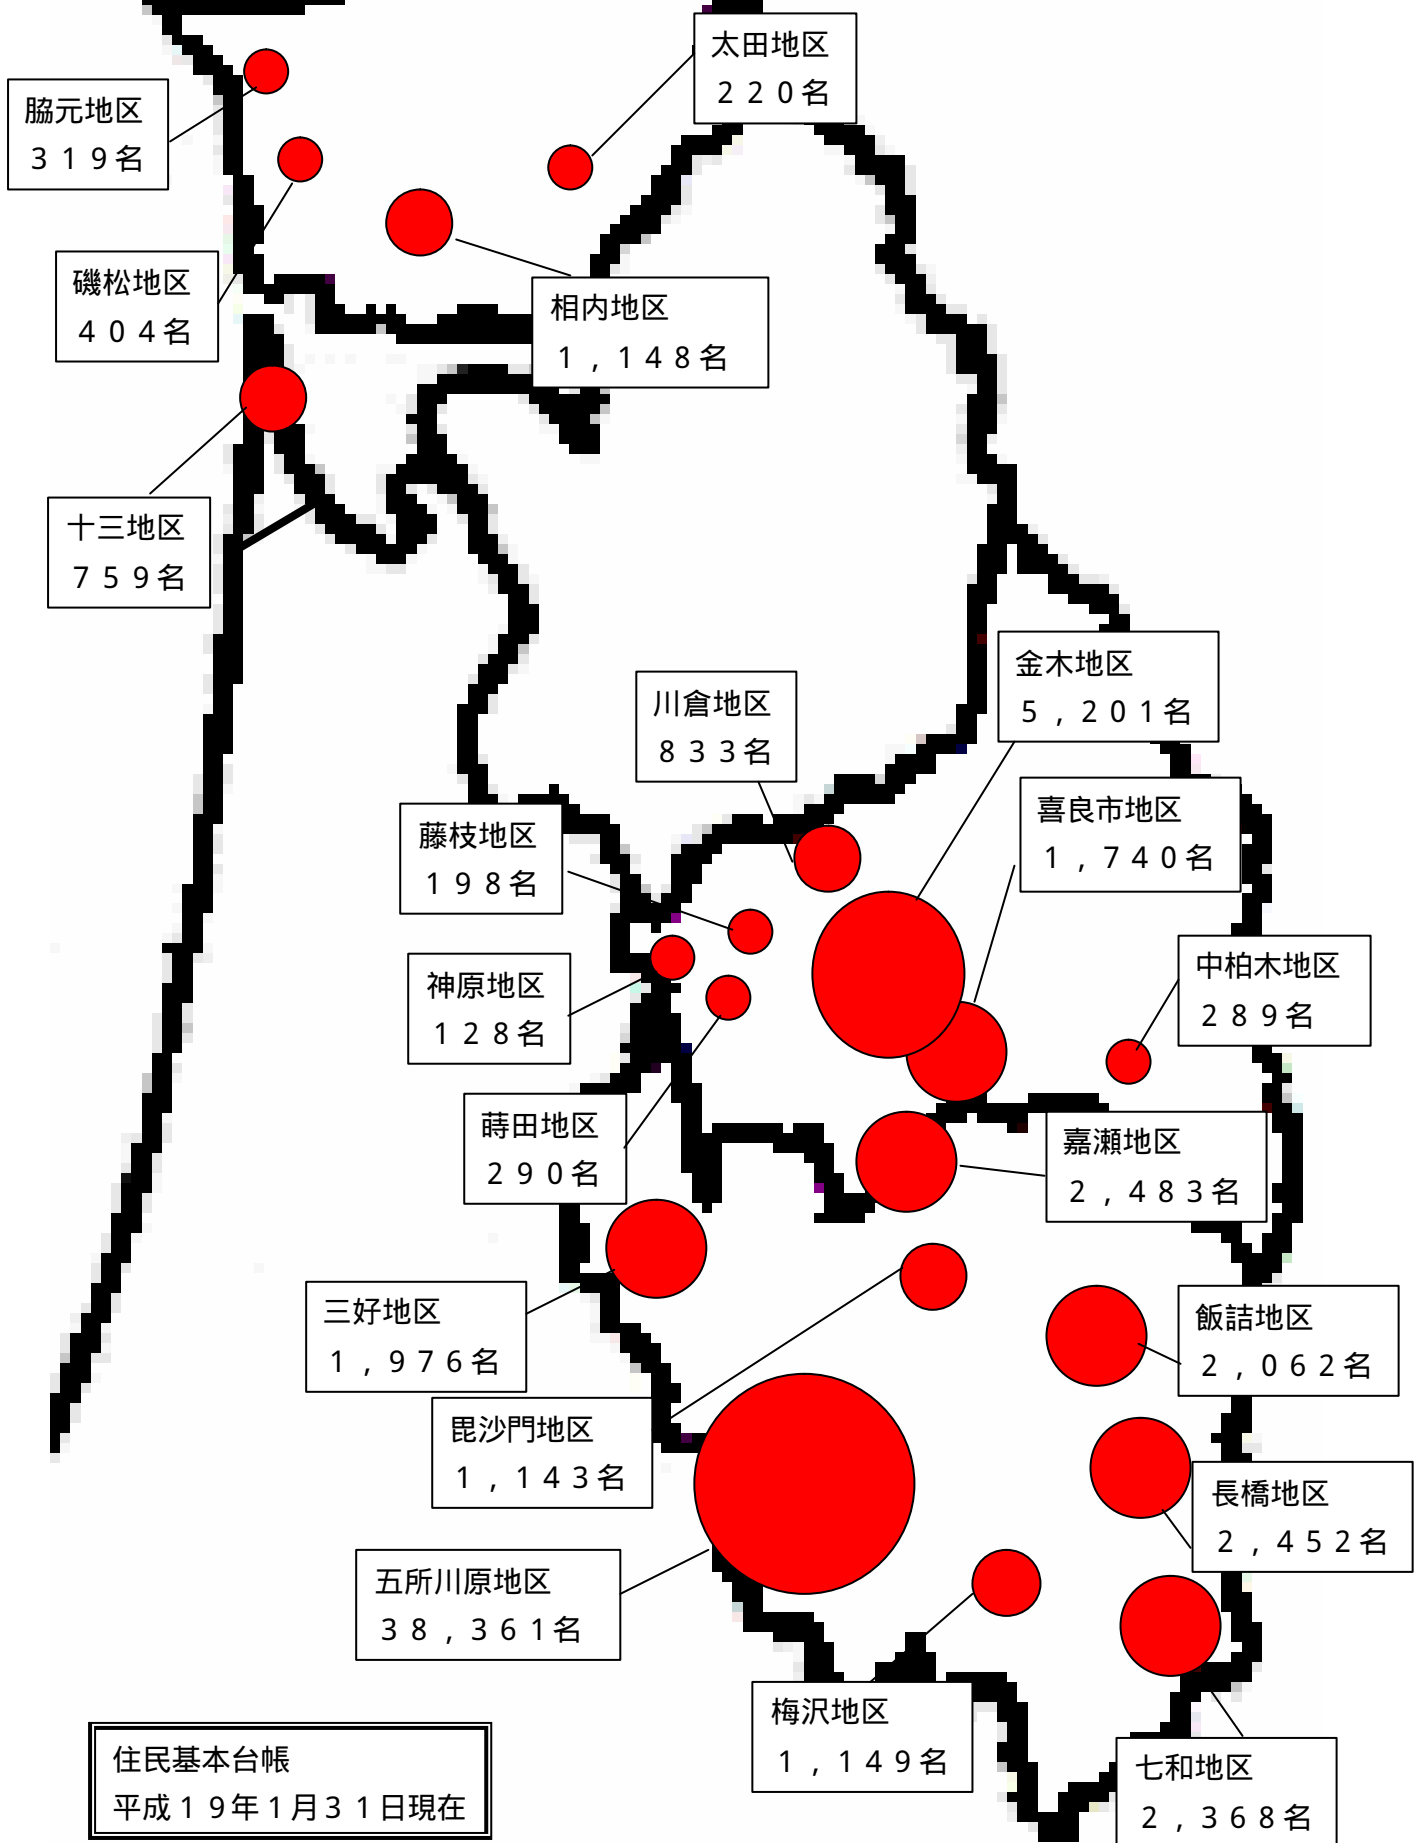 太田地区
２２０名
脇元地区
３１９名
磯松地区
４０４名
相内地区
１，１４８名
十三地区
７５９名
金木地区
５，２０１名
川倉地区
８３３名
喜良市地区
１，７４０名
藤枝地区
１９８名
中柏木地区
２８９名
神原地区
１２８名
蒔田地区
２９０名
嘉瀬地区
２，４８３名
三好地区
１，９７６名
飯詰地区
２，０６２名
毘沙門地区
１，１４３名
長橋地区
２，４５２名
五所川原地区
３８，３６１名
梅沢地区
１，１４９名
七和地区
２，３６８名
住民基本台帳
平成１９年１月３１日現在